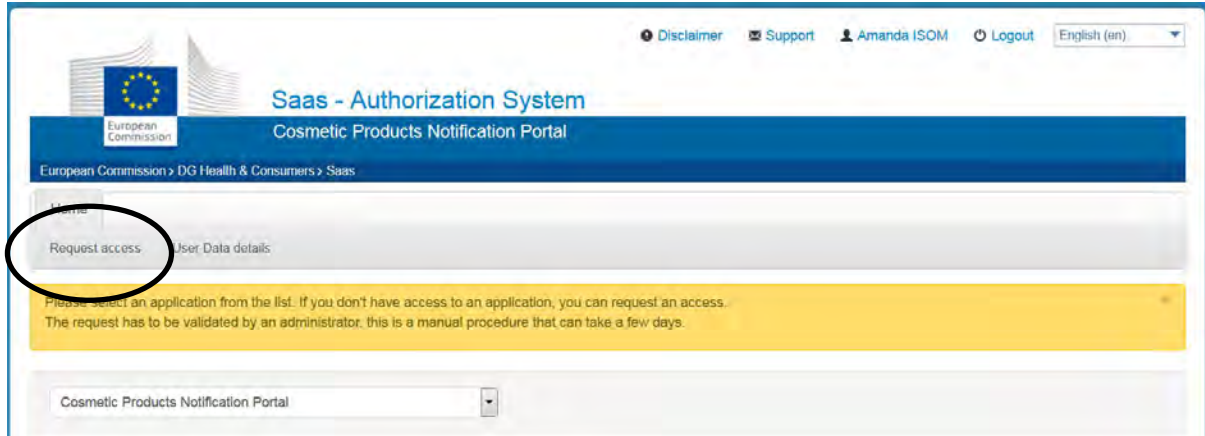 Disclaimer Support Amanda ISOM Logout English (en)
European
Commission
Saas - Authorization System
Cosmetic Products Notification Portal
European Commission > DG Health & Consumers > Saas
Home
Request access User Data details
Please select an application from the list. If you don't have access to an application, you can request an access.
The request has to be validated by an administrator, this is a manual procedure that can take a few days.
Cosmetic Products Notification Portal